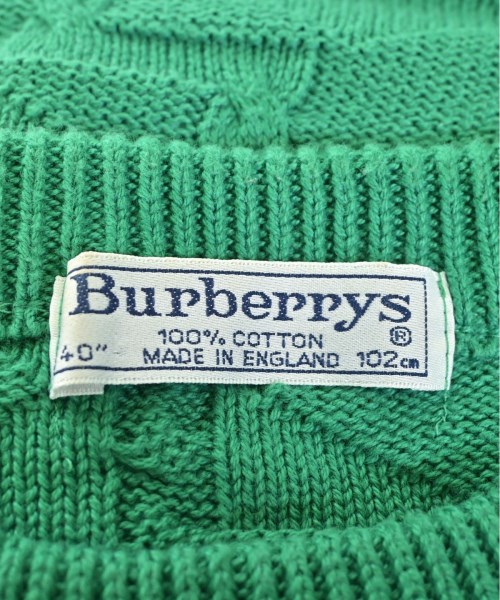 Burberrys
100% COTTON ®
40" MADE IN ENGLAND 102cm